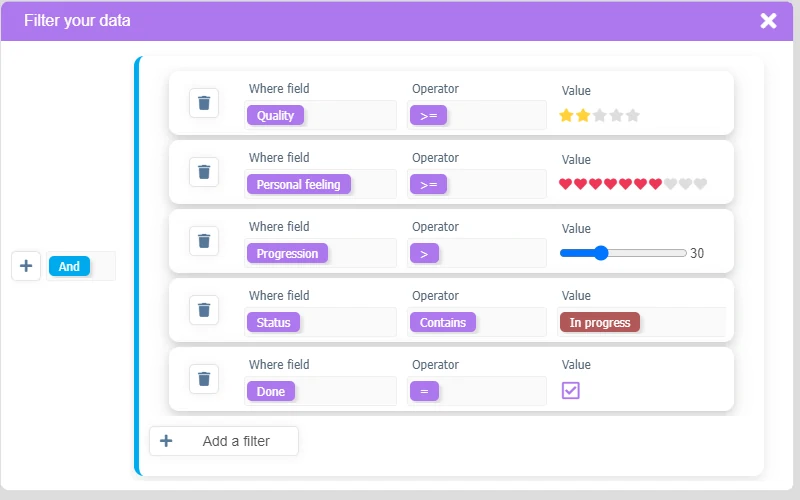 Filter your data
Where field Operator Value
Quality >=
Where field Operator Value
Personal feeling >=
Where field Operator Value
Progression > 30
And
Where field Operator Value
Status Contains In progress
Where field Operator Value
Done =
Add a filter